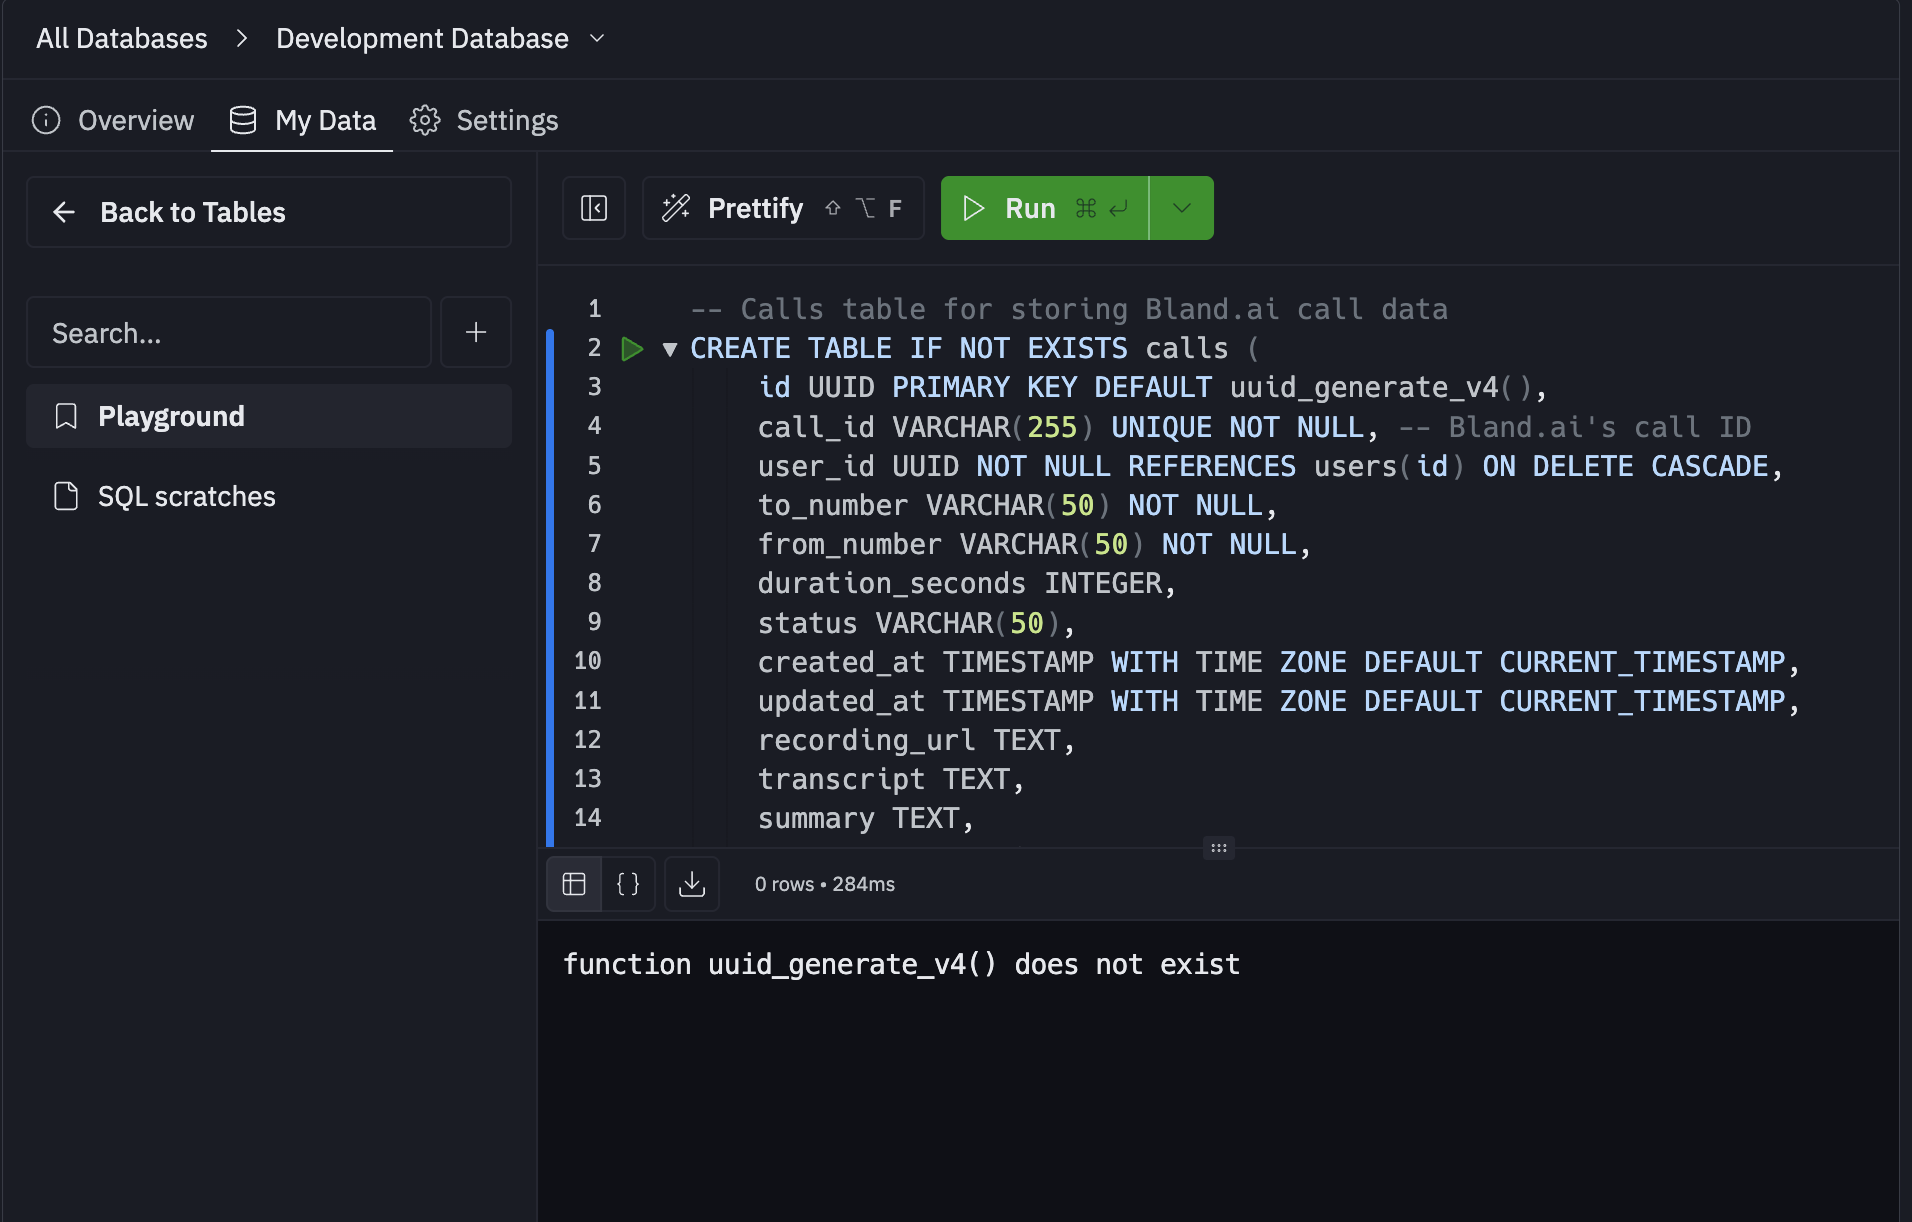 All Databases > Development Database
Overview My Data Settings
Back to Tables
Search...
Playground
SQL scratches
Prettify ⇧ ⌥ F Run ⌘ ↵
1 -- Calls table for storing Bland.ai call data
2 CREATE TABLE IF NOT EXISTS calls (
3 id UUID PRIMARY KEY DEFAULT uuid_generate_v4(),
4 call_id VARCHAR(255) UNIQUE NOT NULL, -- Bland.ai's call ID
5 user_id UUID NOT NULL REFERENCES users(id) ON DELETE CASCADE,
6 to_number VARCHAR(50) NOT NULL,
7 from_number VARCHAR(50) NOT NULL,
8 duration_seconds INTEGER,
9 status VARCHAR(50),
10 created_at TIMESTAMP WITH TIME ZONE DEFAULT CURRENT_TIMESTAMP,
11 updated_at TIMESTAMP WITH TIME ZONE DEFAULT CURRENT_TIMESTAMP,
12 recording_url TEXT,
13 transcript TEXT,
14 summary TEXT,
{ } 0 rows • 284ms
function uuid_generate_v4() does not exist